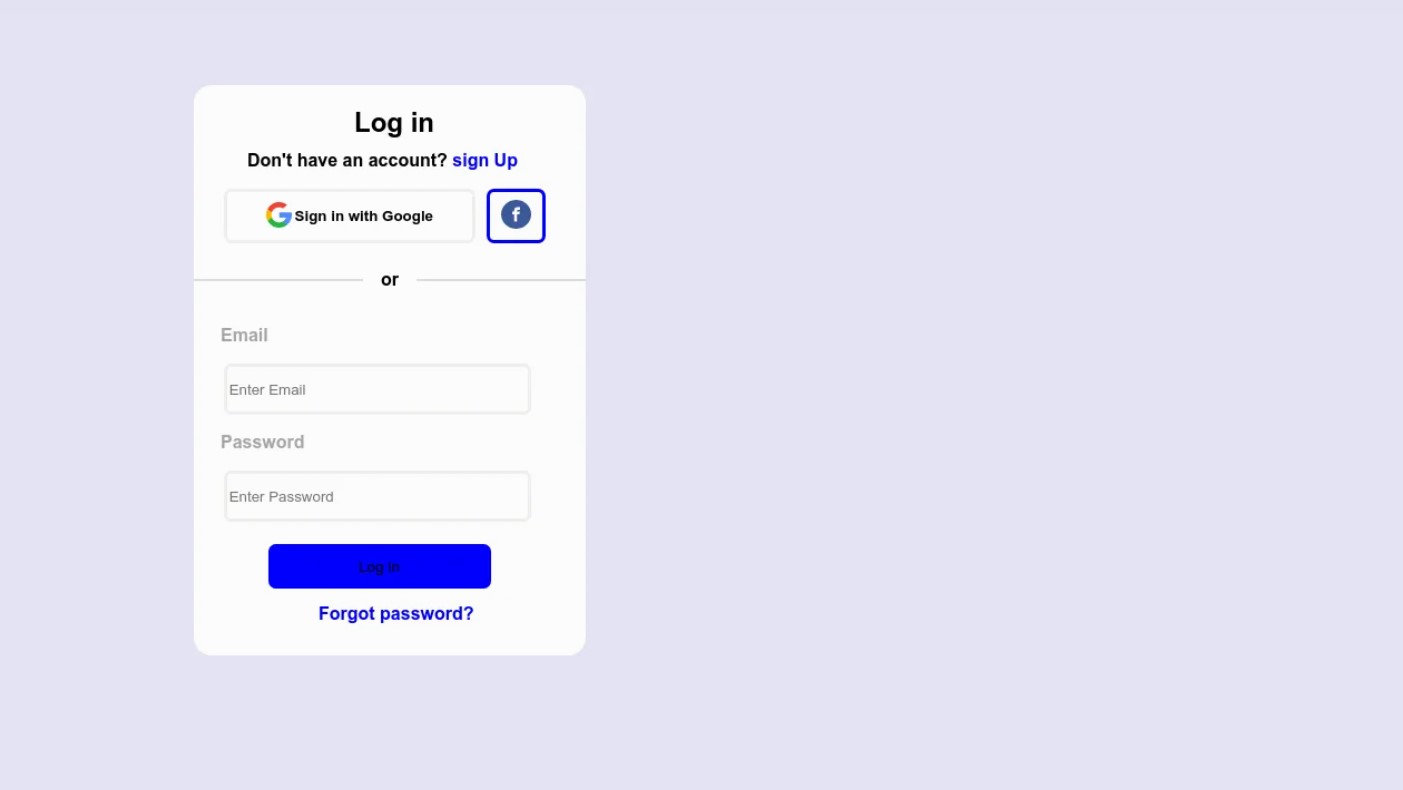 Log in
Don't have an account? sign Up
Sign in with Google
f
or
Email
Enter Email
Password
Enter Password
Log in
Forgot password?